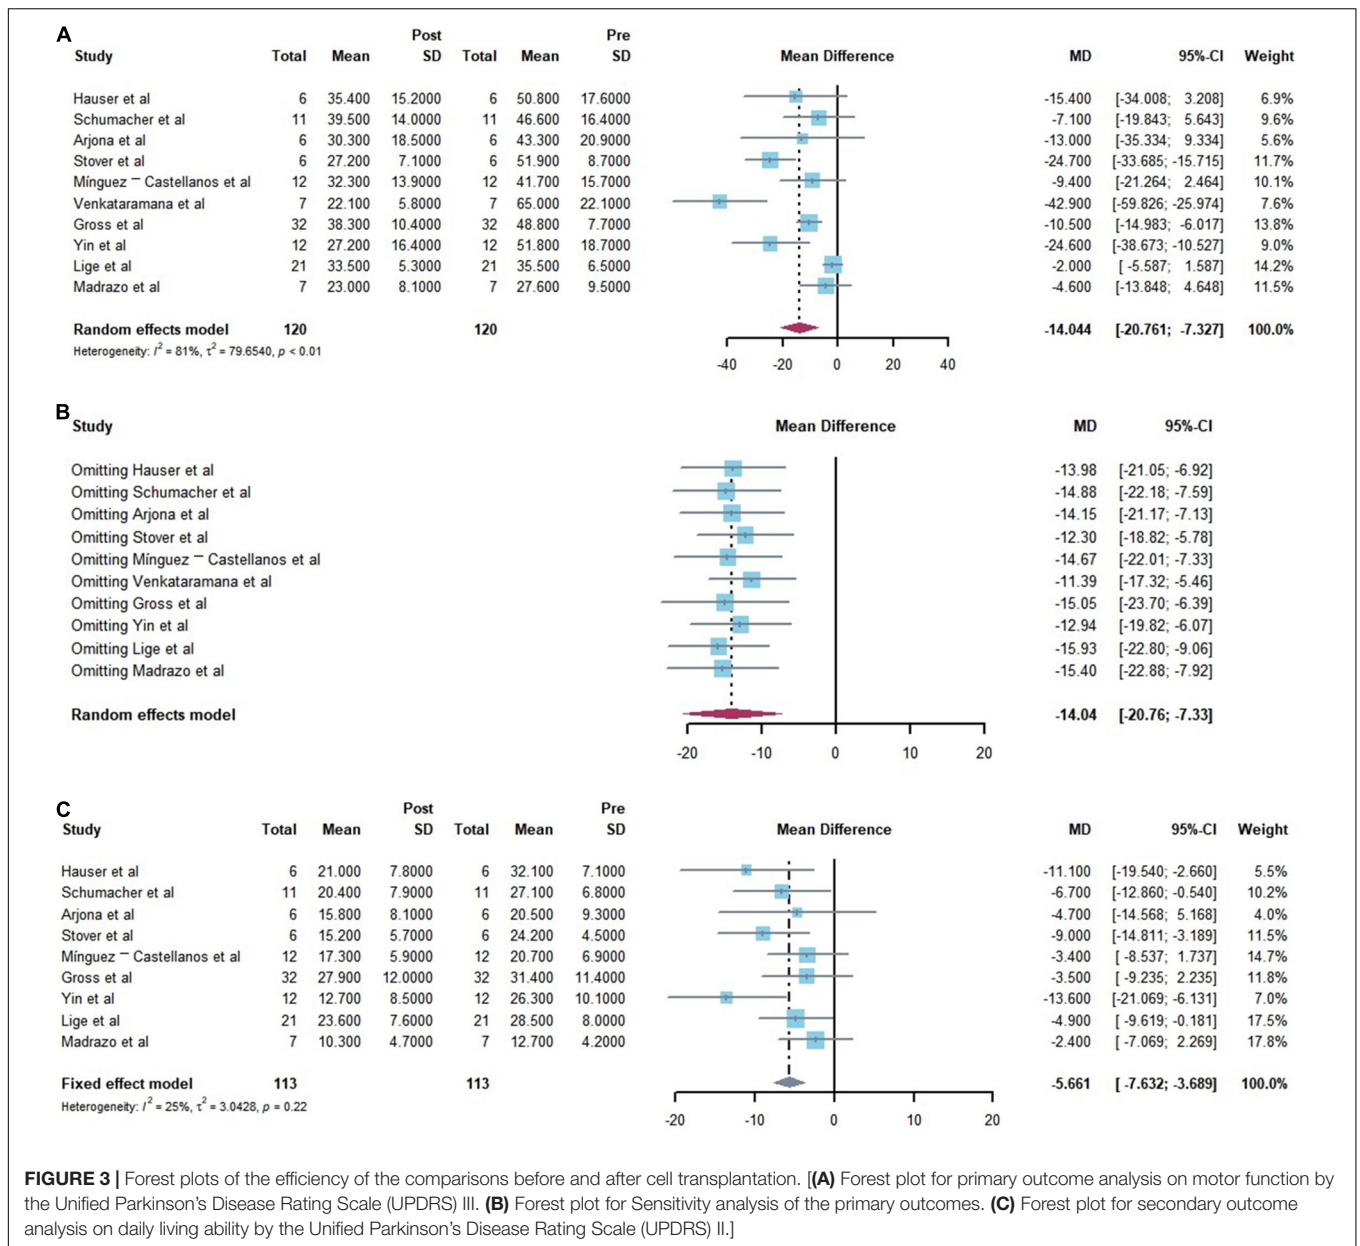 A
Post Pre
Study Total Mean SD Total Mean SD Mean Difference MD 95%-CI Weight
Hauser et al 6 35.400 15.2000 6 50.800 17.6000 -15.400 [-34.008; 3.208] 6.9%
Schumacher et al 11 39.500 14.0000 11 46.600 16.4000 -7.100 [-19.843; 5.643] 9.6%
Arjona et al 6 30.300 18.5000 6 43.300 20.9000 -13.000 [-35.334; 9.334] 5.6%
Stover et al 6 27.200 7.1000 6 51.900 8.7000 -24.700 [-33.685; -15.715] 11.7%
Mínguez – Castellanos et al 12 32.300 13.9000 12 41.700 15.7000 -9.400 [-21.264; 2.464] 10.1%
Venkataramana et al 7 22.100 5.8000 7 65.000 22.1000 -42.900 [-59.826; -25.974] 7.6%
Gross et al 32 38.300 10.4000 32 48.800 7.7000 -10.500 [-14.983; -6.017] 13.8%
Yin et al 12 27.200 16.4000 12 51.800 18.7000 -24.600 [-38.673; -10.527] 9.0%
Lige et al 21 33.500 5.3000 21 35.500 6.5000 -2.000 [ -5.587; 1.587] 14.2%
Madrazo et al 7 23.000 8.1000 7 27.600 9.5000 -4.600 [-13.848; 4.648] 11.5%
Random effects model 120 120 -14.044 [-20.761; -7.327] 100.0%
Heterogeneity: I² = 81%, τ² = 79.6540, p < 0.01
-40 -20 0 20 40
B
Study Mean Difference MD 95%-CI
Omitting Hauser et al -13.98 [-21.05; -6.92]
Omitting Schumacher et al -14.88 [-22.18; -7.59]
Omitting Arjona et al -14.15 [-21.17; -7.13]
Omitting Stover et al -12.30 [-18.82; -5.78]
Omitting Mínguez – Castellanos et al -14.67 [-22.01; -7.33]
Omitting Venkataramana et al -11.39 [-17.32; -5.46]
Omitting Gross et al -15.05 [-23.70; -6.39]
Omitting Yin et al -12.94 [-19.82; -6.07]
Omitting Lige et al -15.93 [-22.80; -9.06]
Omitting Madrazo et al -15.40 [-22.88; -7.92]
Random effects model -14.04 [-20.76; -7.33]
-20 -10 0 10 20
C
Post Pre
Study Total Mean SD Total Mean SD Mean Difference MD 95%-CI Weight
Hauser et al 6 21.000 7.8000 6 32.100 7.1000 -11.100 [-19.540; -2.660] 5.5%
Schumacher et al 11 20.400 7.9000 11 27.100 6.8000 -6.700 [-12.860; -0.540] 10.2%
Arjona et al 6 15.800 8.1000 6 20.500 9.3000 -4.700 [-14.568; 5.168] 4.0%
Stover et al 6 15.200 5.7000 6 24.200 4.5000 -9.000 [-14.811; -3.189] 11.5%
Mínguez – Castellanos et al 12 17.300 5.9000 12 20.700 6.9000 -3.400 [ -8.537; 1.737] 14.7%
Gross et al 32 27.900 12.0000 32 31.400 11.4000 -3.500 [ -9.235; 2.235] 11.8%
Yin et al 12 12.700 8.5000 12 26.300 10.1000 -13.600 [-21.069; -6.131] 7.0%
Lige et al 21 23.600 7.6000 21 28.500 8.0000 -4.900 [ -9.619; -0.181] 17.5%
Madrazo et al 7 10.300 4.7000 7 12.700 4.2000 -2.400 [ -7.069; 2.269] 17.8%
Fixed effect model 113 113 -5.661 [ -7.632; -3.689] 100.0%
Heterogeneity: I² = 25%, τ² = 3.0428, p = 0.22
-20 -10 0 10 20
FIGURE 3 | Forest plots of the efficiency of the comparisons before and after cell transplantation. [(A) Forest plot for primary outcome analysis on motor function by
the Unified Parkinson's Disease Rating Scale (UPDRS) III. (B) Forest plot for Sensitivity analysis of the primary outcomes. (C) Forest plot for secondary outcome
analysis on daily living ability by the Unified Parkinson's Disease Rating Scale (UPDRS) II.]